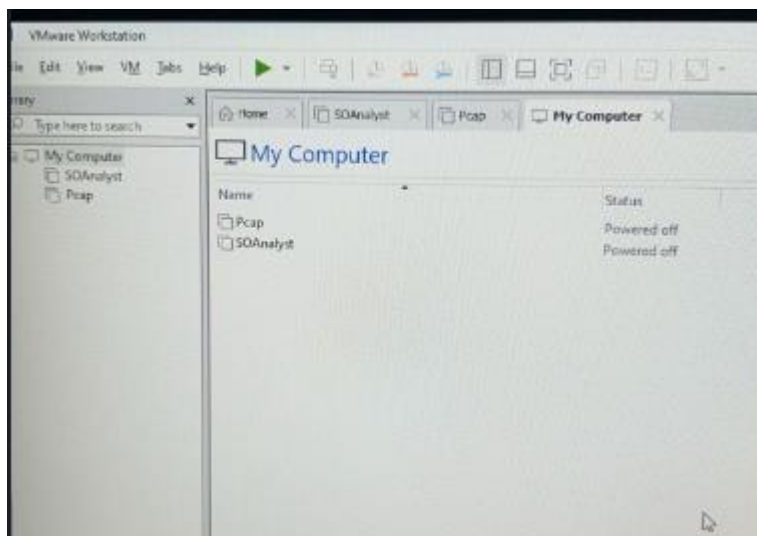 VMware Workstation
Edit View VM Tabs Help
Type here to search
My Computer
SOAnalyst
Pcap
Home SOAnalyst Pcap My Computer
My Computer
Name Status
Pcap Powered off
SOAnalyst Powered off